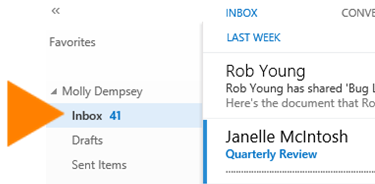 «
Favorites
Molly Dempsey
Inbox 41
Drafts
Sent Items
INBOX CONVE
LAST WEEK
Rob Young
Rob Young has shared 'Bug L
Here's the document that Ro
Janelle McIntosh
Quarterly Review